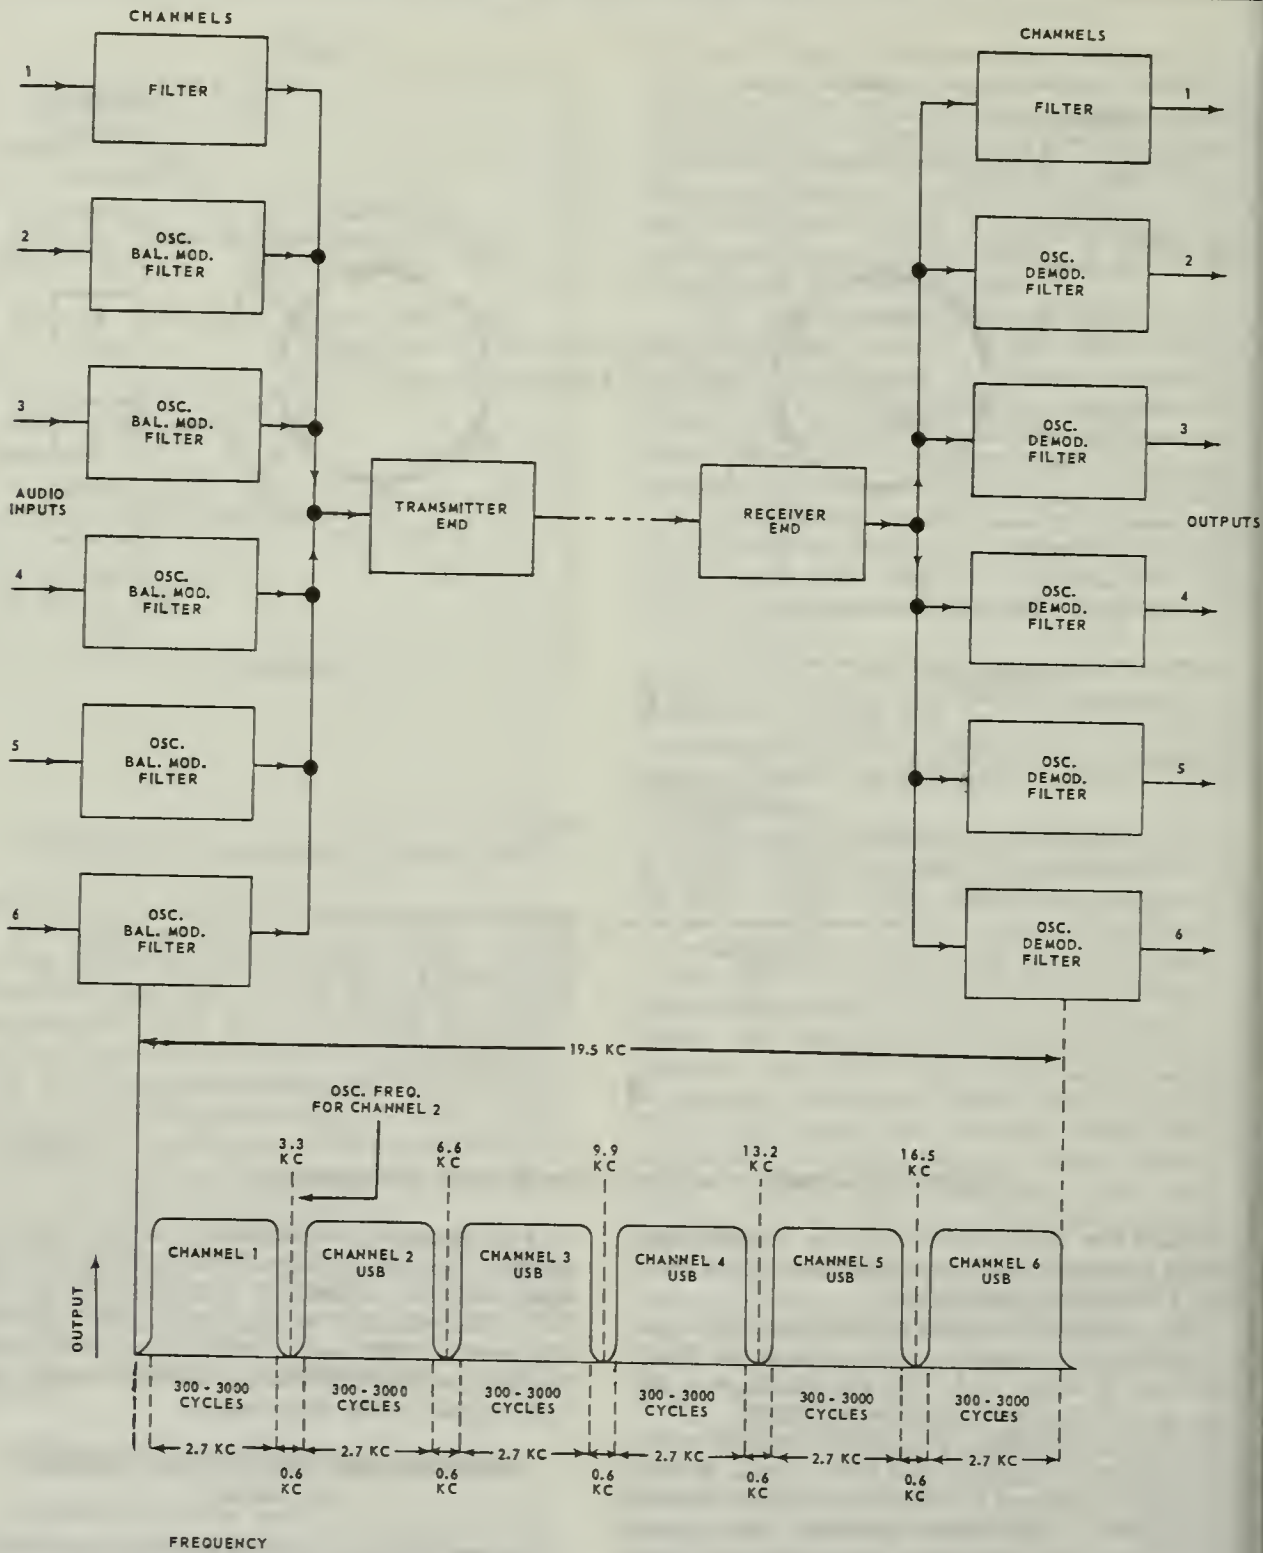 CHANNELS
1
FILTER
2
OSC.
BAL. MOD.
FILTER
3
OSC.
BAL. MOD.
FILTER
AUDIO
INPUTS
4
OSC.
BAL. MOD.
FILTER
5
OSC.
BAL. MOD.
FILTER
6
OSC.
BAL. MOD.
FILTER
TRANSMITTER
END
RECEIVER
END
CHANNELS
FILTER
1
OSC.
DEMOD.
FILTER
2
OSC.
DEMOD.
FILTER
3
OUTPUTS
OSC.
DEMOD.
FILTER
4
OSC.
DEMOD.
FILTER
5
OSC.
DEMOD.
FILTER
6
19.5 KC
OSC. FREQ.
FOR CHANNEL 2
3.3
KC
6.6
KC
9.9
KC
13.2
KC
16.5
KC
OUTPUT
CHANNEL 1
CHANNEL 2
USB
CHANNEL 3
USB
CHANNEL 4
USB
CHANNEL 5
USB
CHANNEL 6
USB
300 - 3000
CYCLES
300 - 3000
CYCLES
300 - 3000
CYCLES
300 - 3000
CYCLES
300 - 3000
CYCLES
300 - 3000
CYCLES
2.7 KC
2.7 KC
2.7 KC
2.7 KC
2.7 KC
2.7 KC
0.6
KC
0.6
KC
0.6
KC
0.6
KC
0.6
KC
FREQUENCY